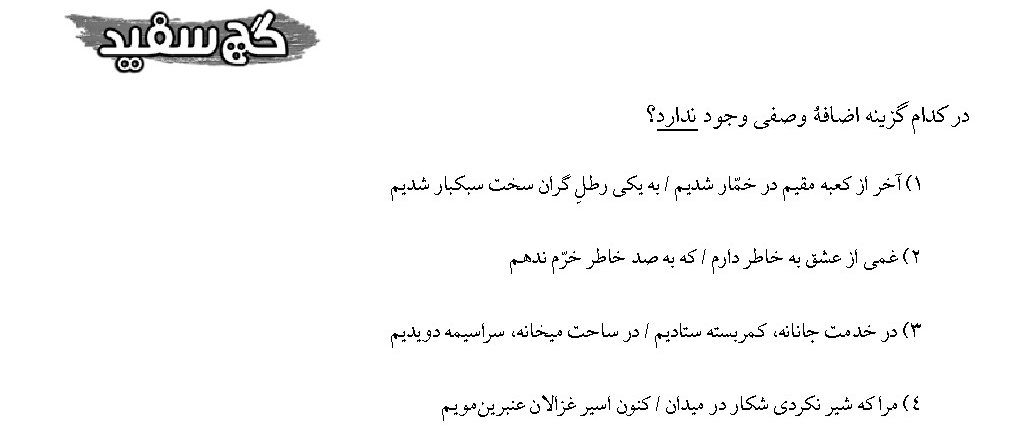 گچ سفید
در کدام گزینه اضافهٔ وصفی وجود ندارد؟
۱) آخر از کعبه مقیم در خمّار شدیم / به یکی رطلِ گران سخت سبکبار شدیم
۲) غمی از عشق به خاطر دارم / که به صد خاطر خرّم ندهم
۳) در خدمت جانانه، کمربسته ستادیم / در ساحت میخانه، سراسیمه دویدیم
٤) مرا که شیر نکردی شکار در میدان / کنون اسیر غزالان عنبرین‌مویم